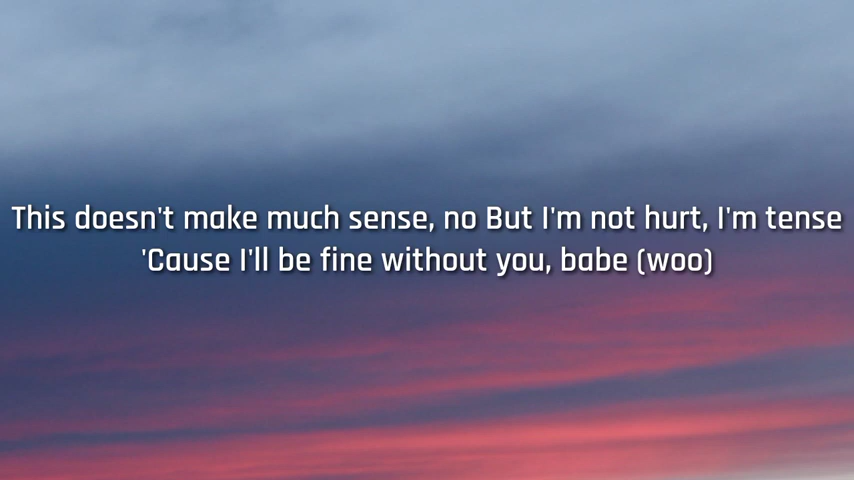 This doesn't make much sense, no But I'm not hurt, I'm tense
'Cause I'll be fine without you, babe (woo)